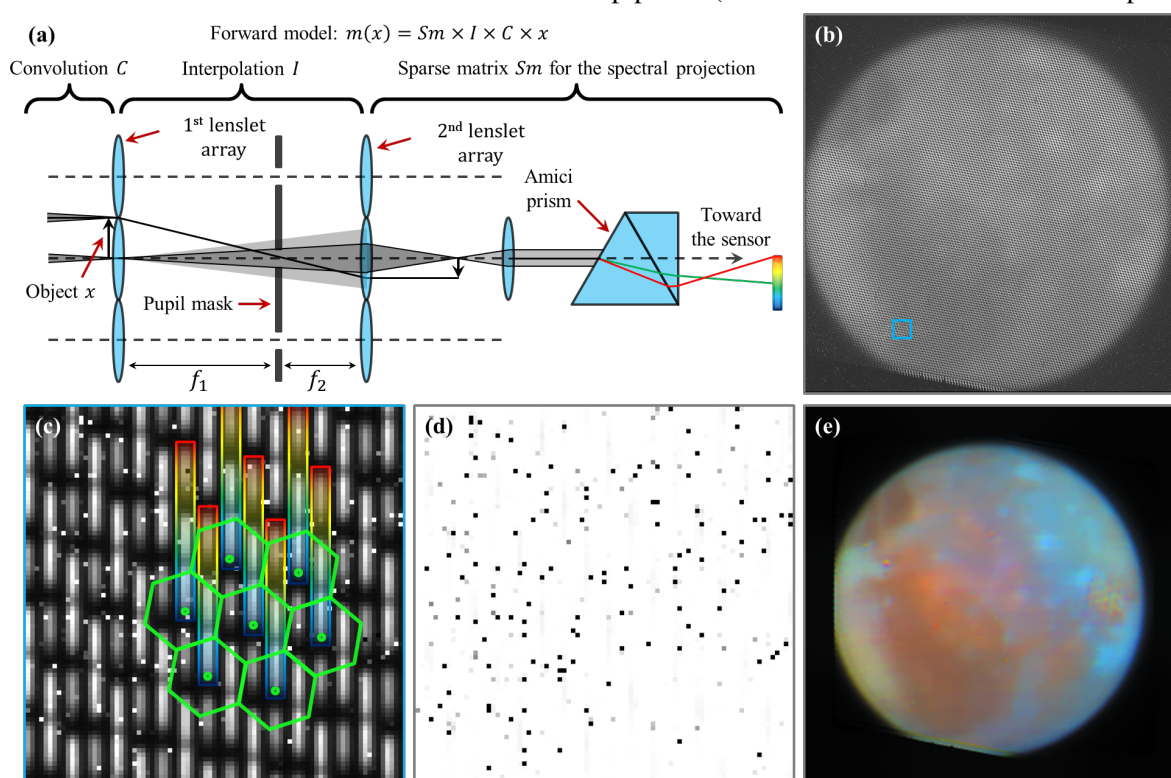 (a)
Forward model: m(x) = Sm × I × C × x
Convolution C
Interpolation I
Sparse matrix Sm for the spectral projection
1st lenslet
array
2nd lenslet
array
Amici
prism
Toward
the sensor
Object x
Pupil mask
f1
f2
(b)
(c)
(d)
(e)